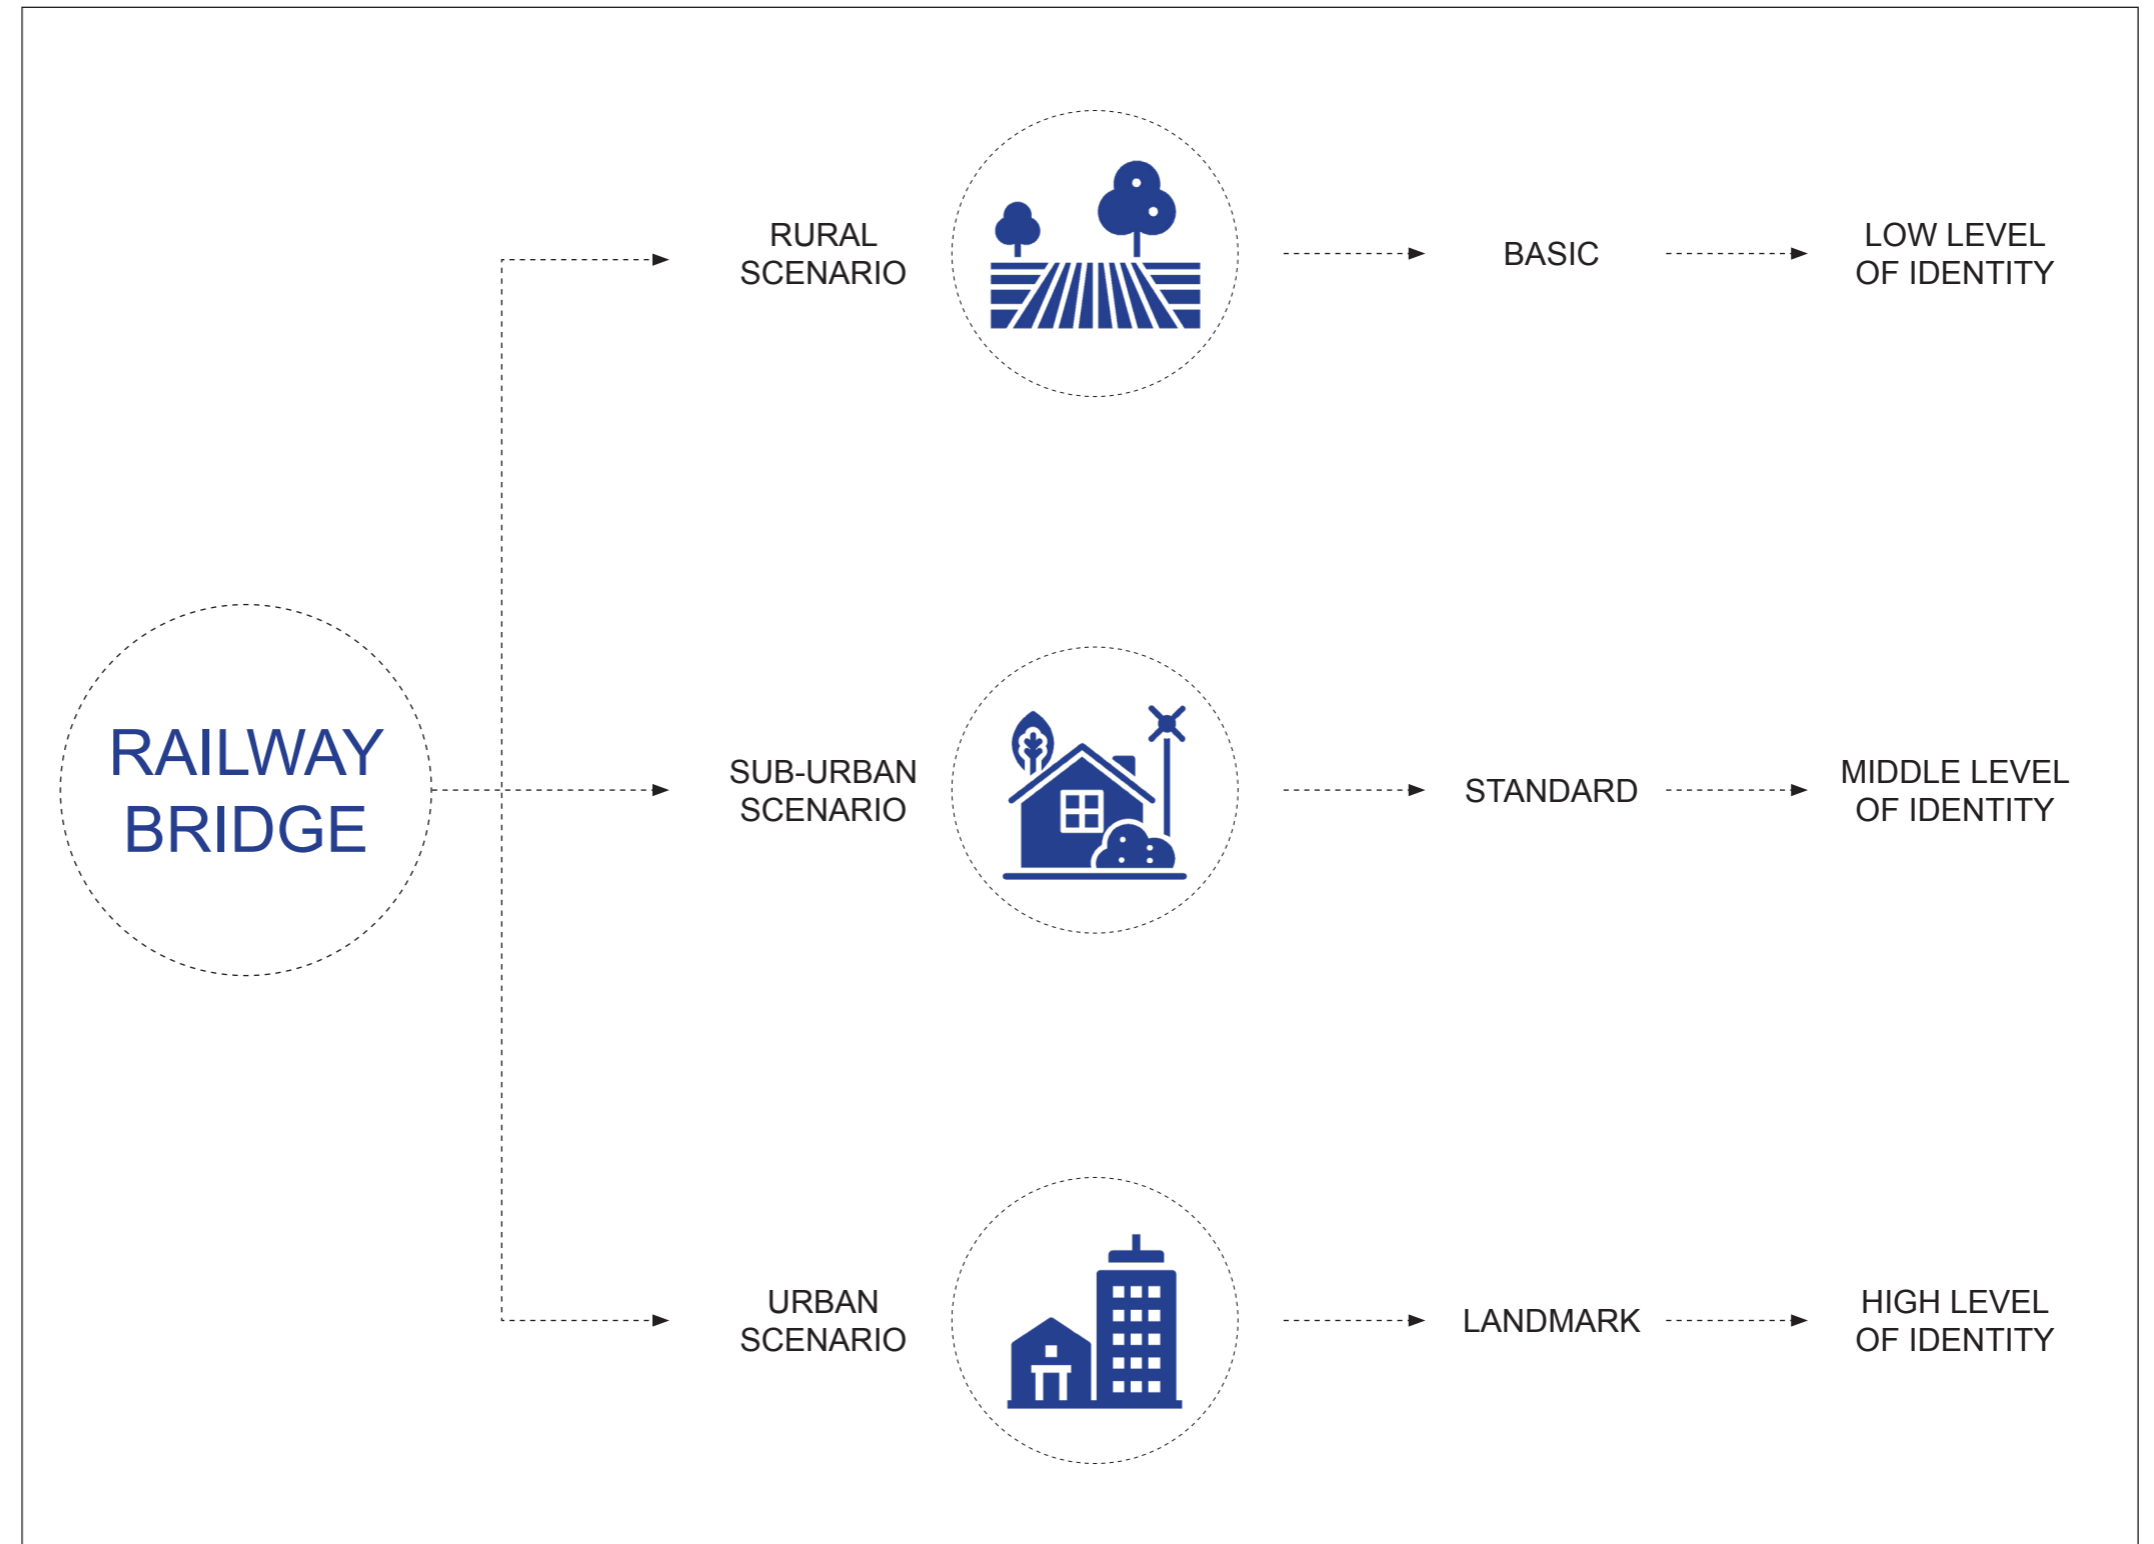 RAILWAY
BRIDGE
RURAL
SCENARIO
BASIC
LOW LEVEL
OF IDENTITY
SUB-URBAN
SCENARIO
STANDARD
MIDDLE LEVEL
OF IDENTITY
URBAN
SCENARIO
LANDMARK
HIGH LEVEL
OF IDENTITY